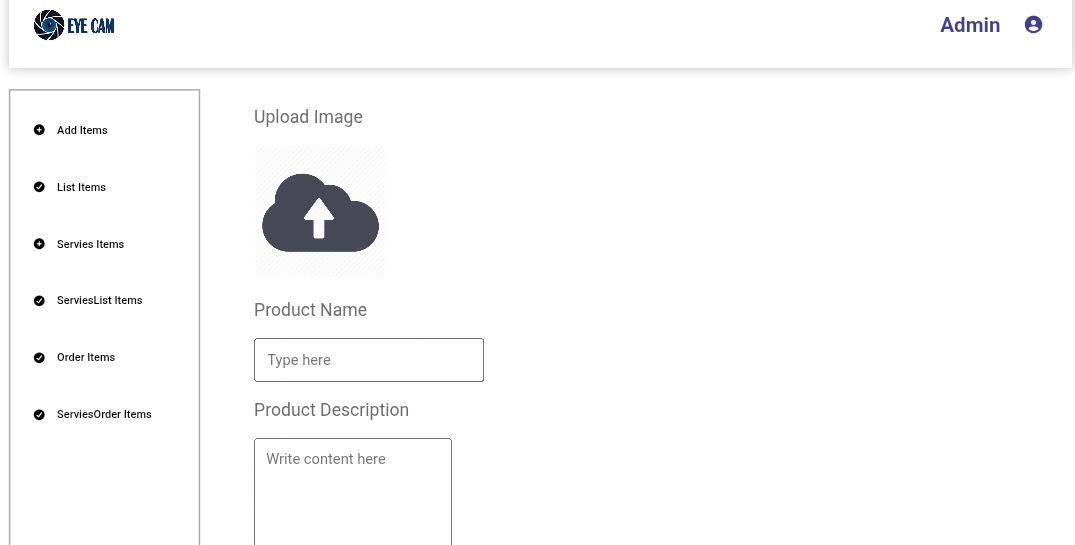 EYE CAM
Admin
Add Items
List Items
Servies Items
ServiesList Items
Order Items
ServiesOrder Items
Upload Image
Product Name
Type here
Product Description
Write content here